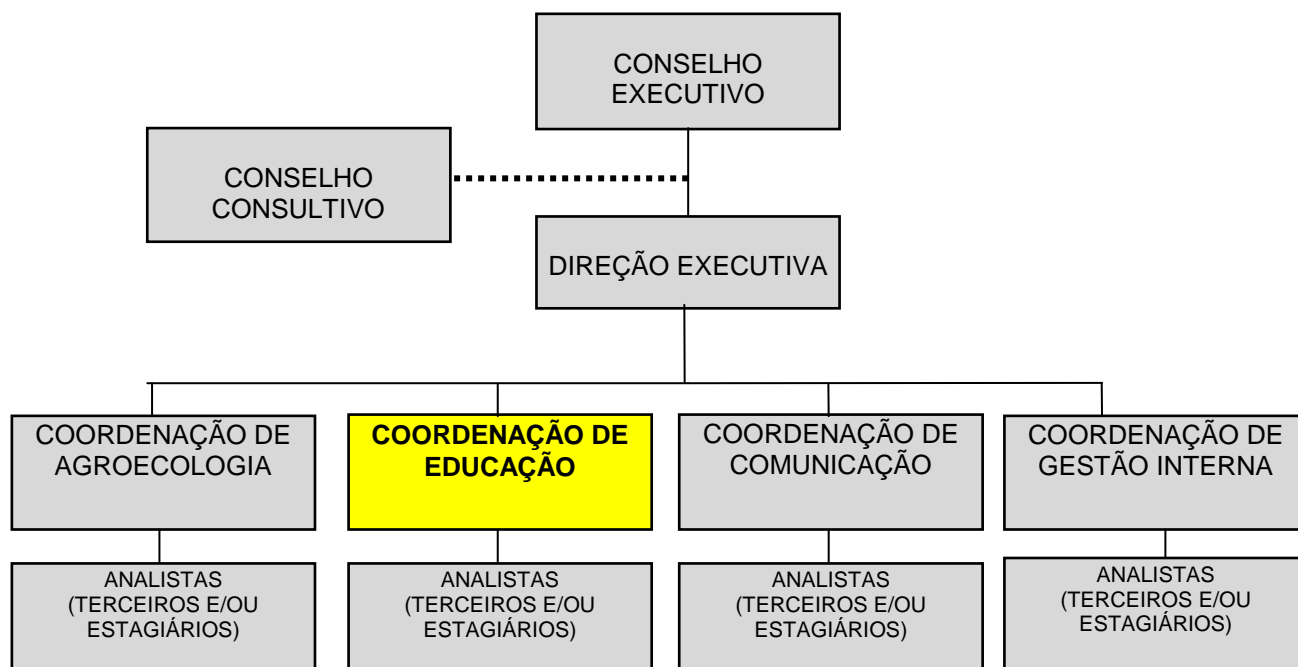 CONSELHO
EXECUTIVO
CONSELHO
CONSULTIVO
DIREÇÃO EXECUTIVA
COORDENAÇÃO DE
AGROECOLOGIA
COORDENAÇÃO DE
EDUCAÇÃO
COORDENAÇÃO DE
COMUNICAÇÃO
COORDENAÇÃO DE
GESTÃO INTERNA
ANALISTAS
(TERCEIROS E/OU
ESTAGIÁRIOS)
ANALISTAS
(TERCEIROS E/OU
ESTAGIÁRIOS)
ANALISTAS
(TERCEIROS E/OU
ESTAGIÁRIOS)
ANALISTAS
(TERCEIROS E/OU
ESTAGIÁRIOS)